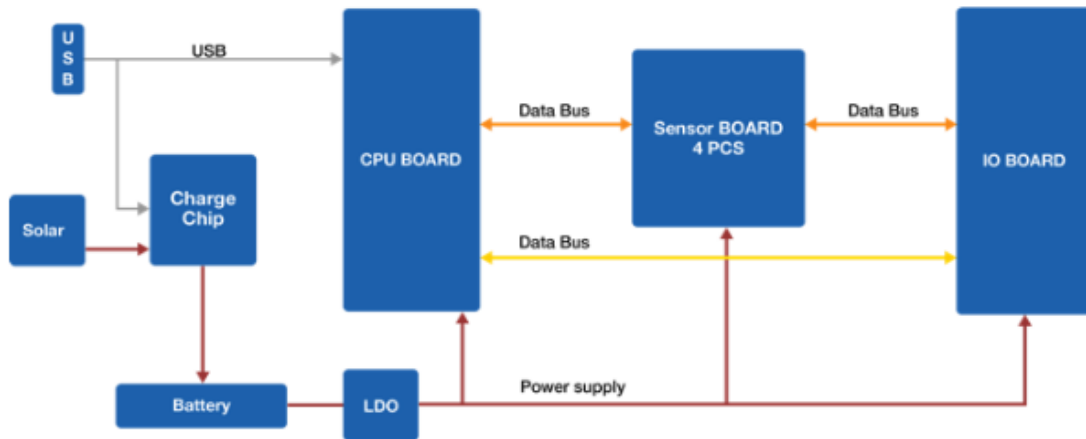 U
S
B
USB
CPU BOARD
Data Bus
Sensor BOARD
4 PCS
Data Bus
IO BOARD
Charge
Chip
Solar
Data Bus
Battery
LDO
Power supply